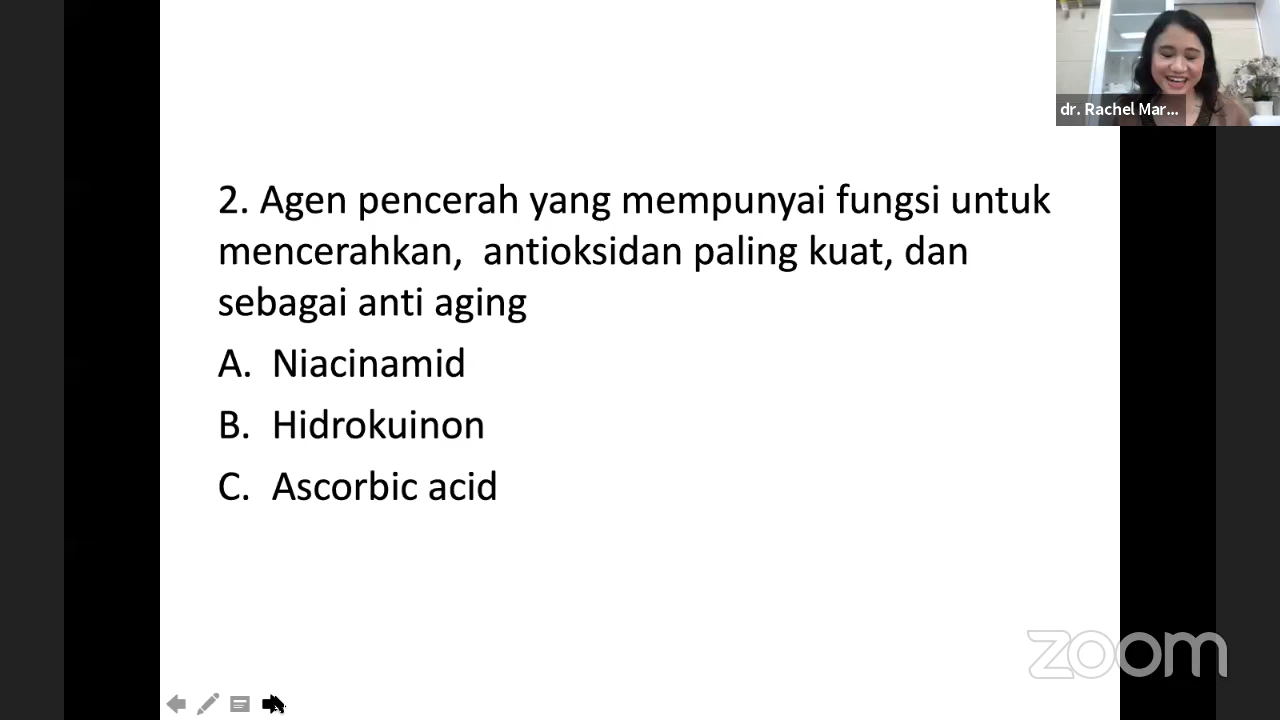 dr. Rachel Mar...
2. Agen pencerah yang mempunyai fungsi untuk
mencerahkan, antioksidan paling kuat, dan
sebagai anti aging
A. Niacinamid
B. Hidrokuinon
C. Ascorbic acid
zoom